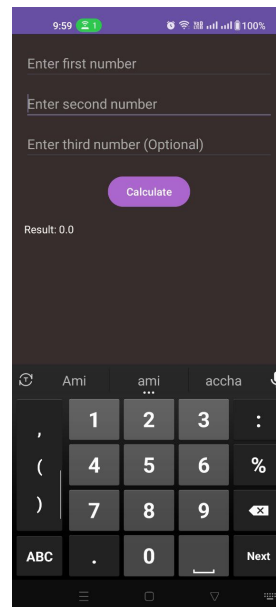 9:59 1 100%
Enter first number
Enter second number
Enter third number (Optional)
Calculate
Result: 0.0
Ami ami accha
, 1 2 3 :
( 4 5 6 %
) 7 8 9
ABC . 0 Next